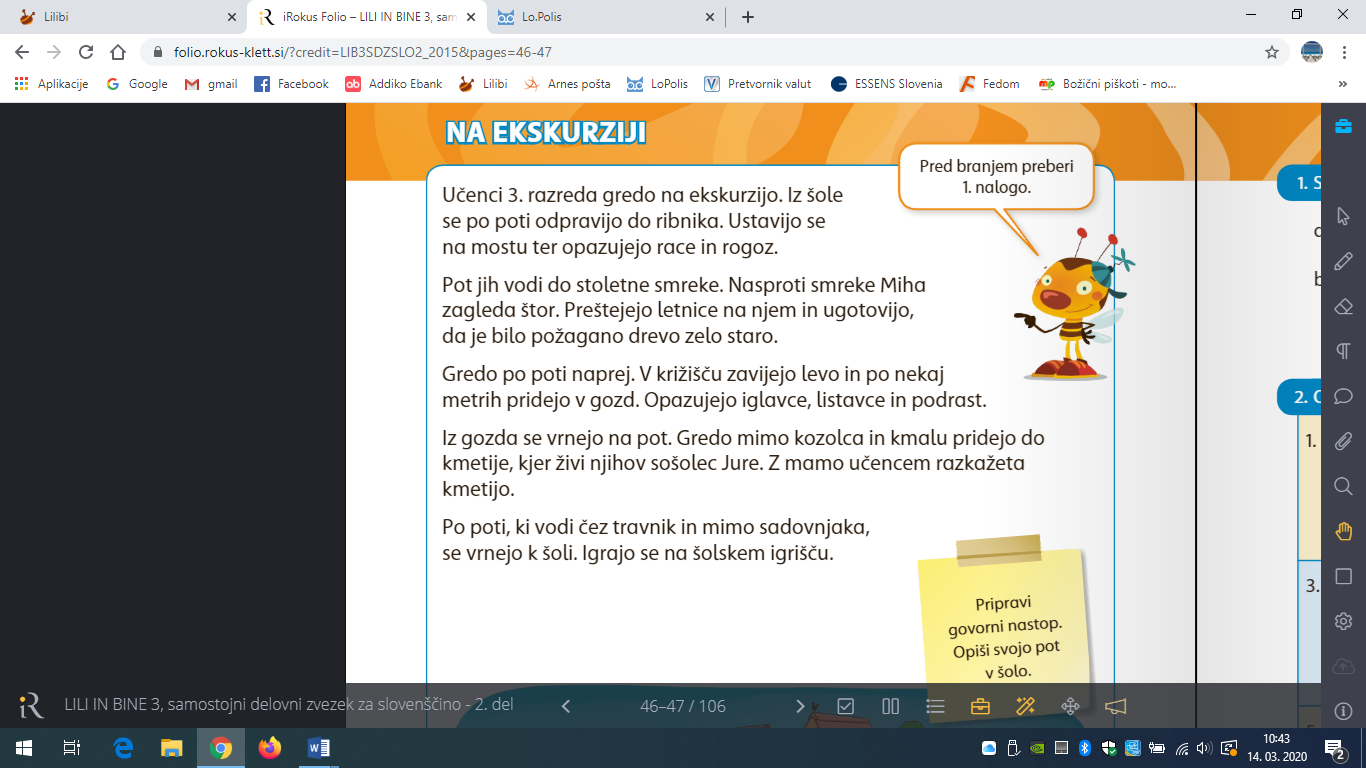 Lilibi
iRokus Folio – LILI IN BINE 3, sam
Lo.Polis
folio.rokus-klett.si/?credit=LIB3SDZSLO2_2015&pages=46-47
Aplikacije
Google
gmail
Facebook
Addiko Ebank
Lilibi
Arnes pošta
LoPolis
Pretvornik valut
ESSENS Slovenia
Fedom
Božični piškoti - mo...
NA EKSKURZIJI
Pred branjem preberi
1. nalogo.
Učenci 3. razreda gredo na ekskurzijo. Iz šole
se po poti odpravijo do ribnika. Ustavijo se
na mostu ter opazujejo race in rogoz.
Pot jih vodi do stoletne smreke. Nasproti smreke Miha
zagleda štor. Preštejejo letnice na njem in ugotovijo,
da je bilo požagano drevo zelo staro.
Gredo po poti naprej. V križišču zavijejo levo in po nekaj
metrih pridejo v gozd. Opazujejo iglavce, listavce in podrast.
Iz gozda se vrnejo na pot. Gredo mimo kozolca in kmalu pridejo do
kmetije, kjer živi njihov sošolec Jure. Z mamo učencem razkažeta
kmetijo.
Po poti, ki vodi čez travnik in mimo sadovnjaka,
se vrnejo k šoli. Igrajo se na šolskem igrišču.
Pripravi
govorni nastop.
Opiši svojo pot
v šolo.
1. S
2.
1.
3.
LILI IN BINE 3, samostojni delovni zvezek za slovenščino - 2. del
46–47 / 106
10:43
14. 03. 2020
2